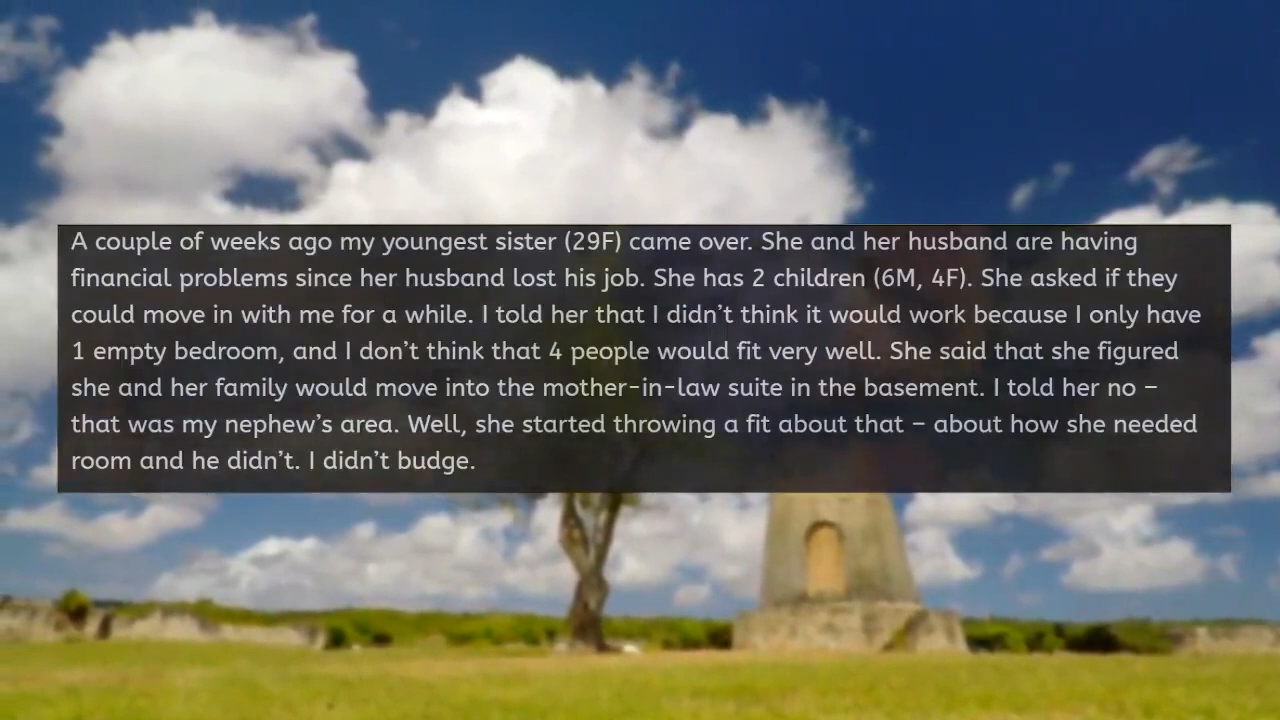 A couple of weeks ago my youngest sister (29F) came over. She and her husband are having
financial problems since her husband lost his job. She has 2 children (6M, 4F). She asked if they
could move in with me for a while. I told her that I didn’t think it would work because I only have
1 empty bedroom, and I don’t think that 4 people would fit very well. She said that she figured
she and her family would move into the mother-in-law suite in the basement. I told her no –
that was my nephew’s area. Well, she started throwing a fit about that – about how she needed
room and he didn’t. I didn’t budge.